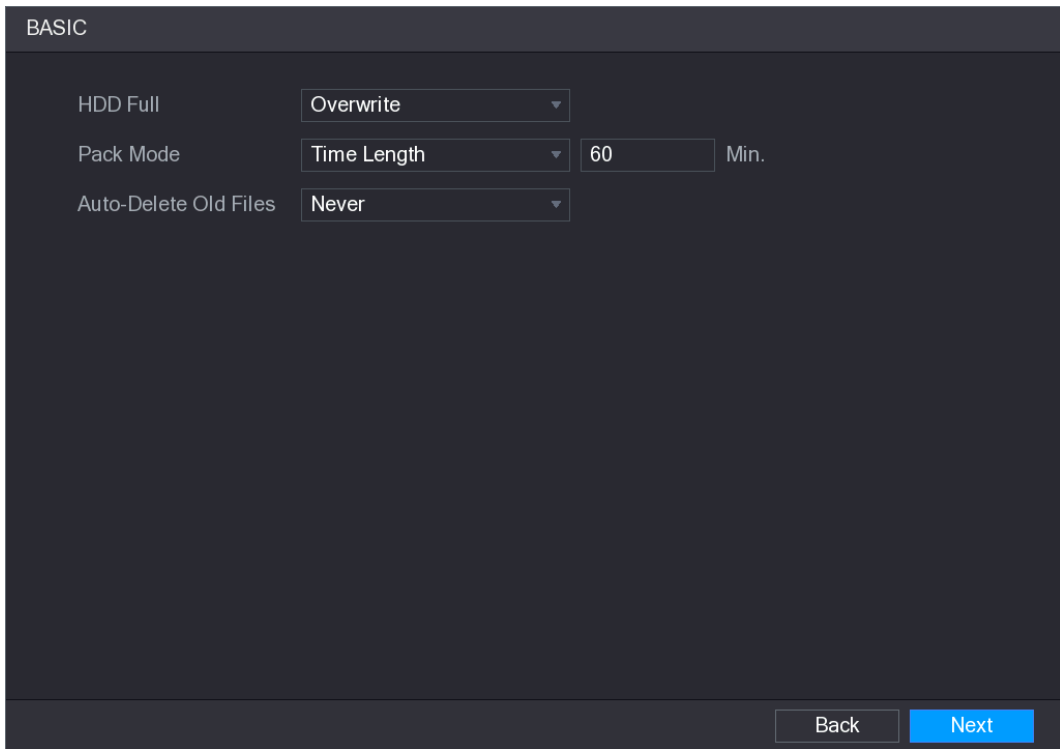 BASIC
HDD Full Overwrite
Pack Mode Time Length 60 Min.
Auto-Delete Old Files Never
Back Next